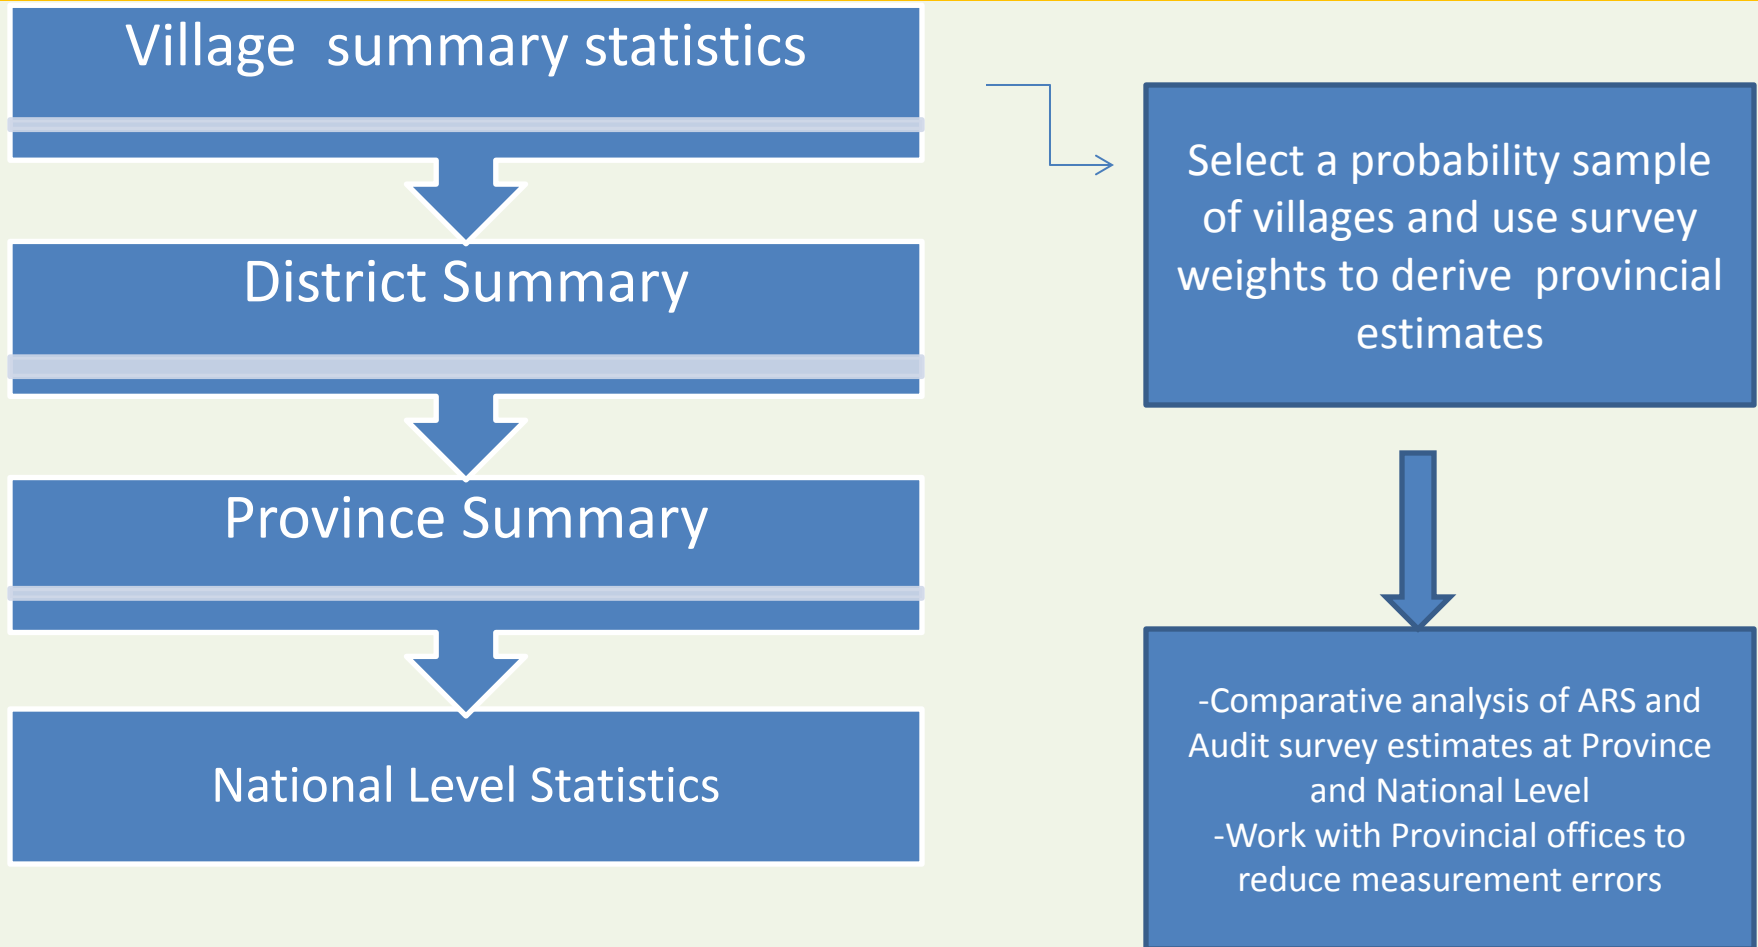 Village  summary statistics
District Summary
Province Summary
National Level Statistics
Select a probability sample
of villages and use survey
weights to derive  provincial
estimates
-Comparative analysis of ARS and
Audit survey estimates at Province
and National Level
-Work with Provincial offices to
reduce measurement errors